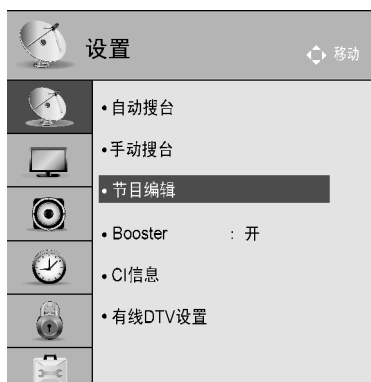 设置
移动
• 自动搜台
• 手动搜台
• 节目编辑
• Booster : 开
• CI信息
• 有线DTV设置